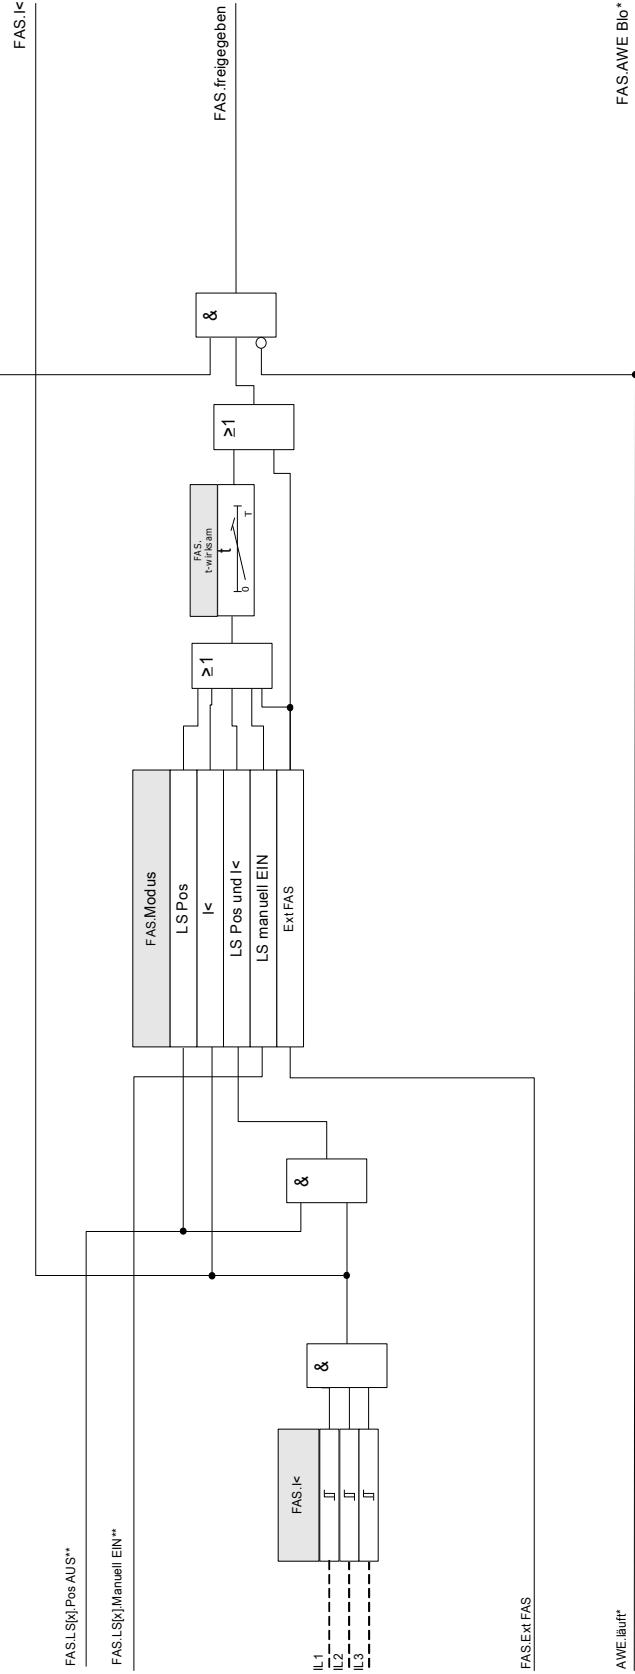 FAS.I<
FAS.freigegeben
FAS.AWE Blo*
&
≥1
FAS.
t-wirksam
t
0
T
≥1
FAS.Modus
LS Pos
I<
LS Pos und I<
LS manuell EIN
Ext FAS
&
&
FAS.I<
FAS.LS[x].Pos AUS**
FAS.LS[x].Manuell EIN**
IL1
IL2
IL3
FAS.Ext FAS
AWE.läuft*